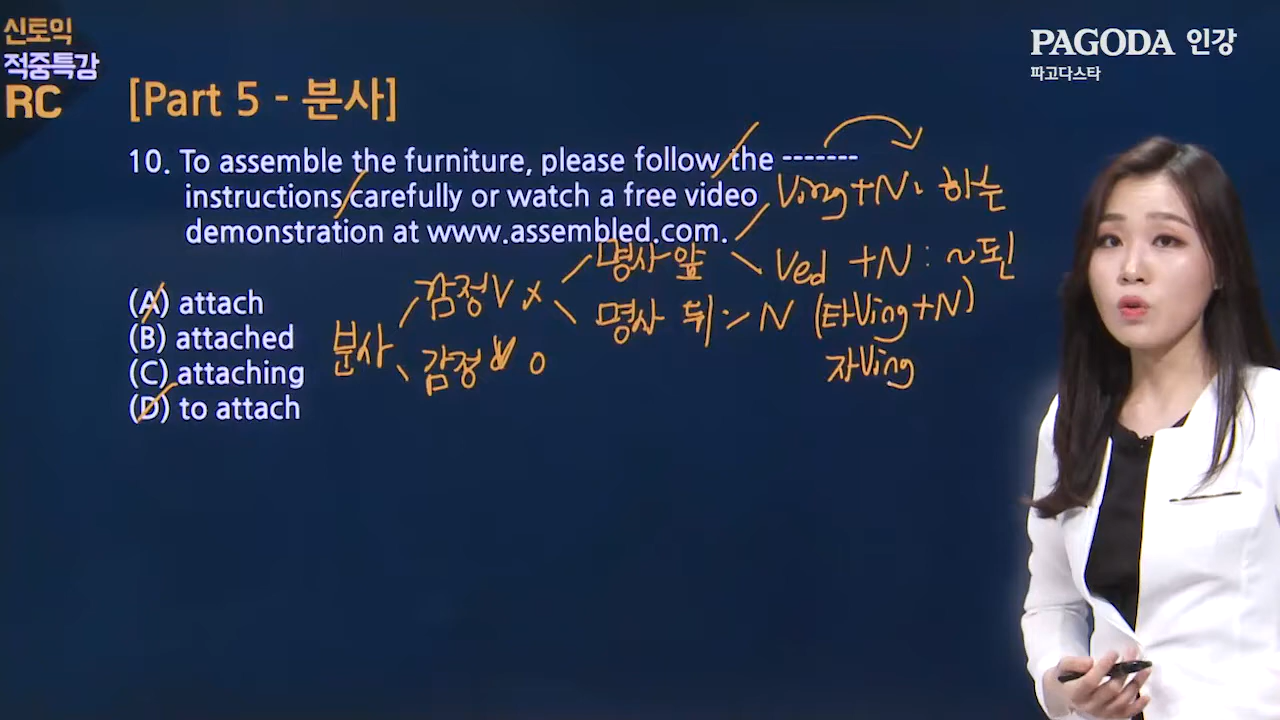 신토익
적중특강
RC
PAGODA 인강
파고다스타
[Part 5 - 분사]
10. To assemble the furniture, please follow the -------
instructions carefully or watch a free video
demonstration at www.assembled.com.
(A) attach
(B) attached
(C) attaching
(D) to attach
분사
감정V x
감정V o
명사 앞
명사 뒤
Ving+N: 하는
Ved +N : ~된
N (타Ving+N)
자Ving